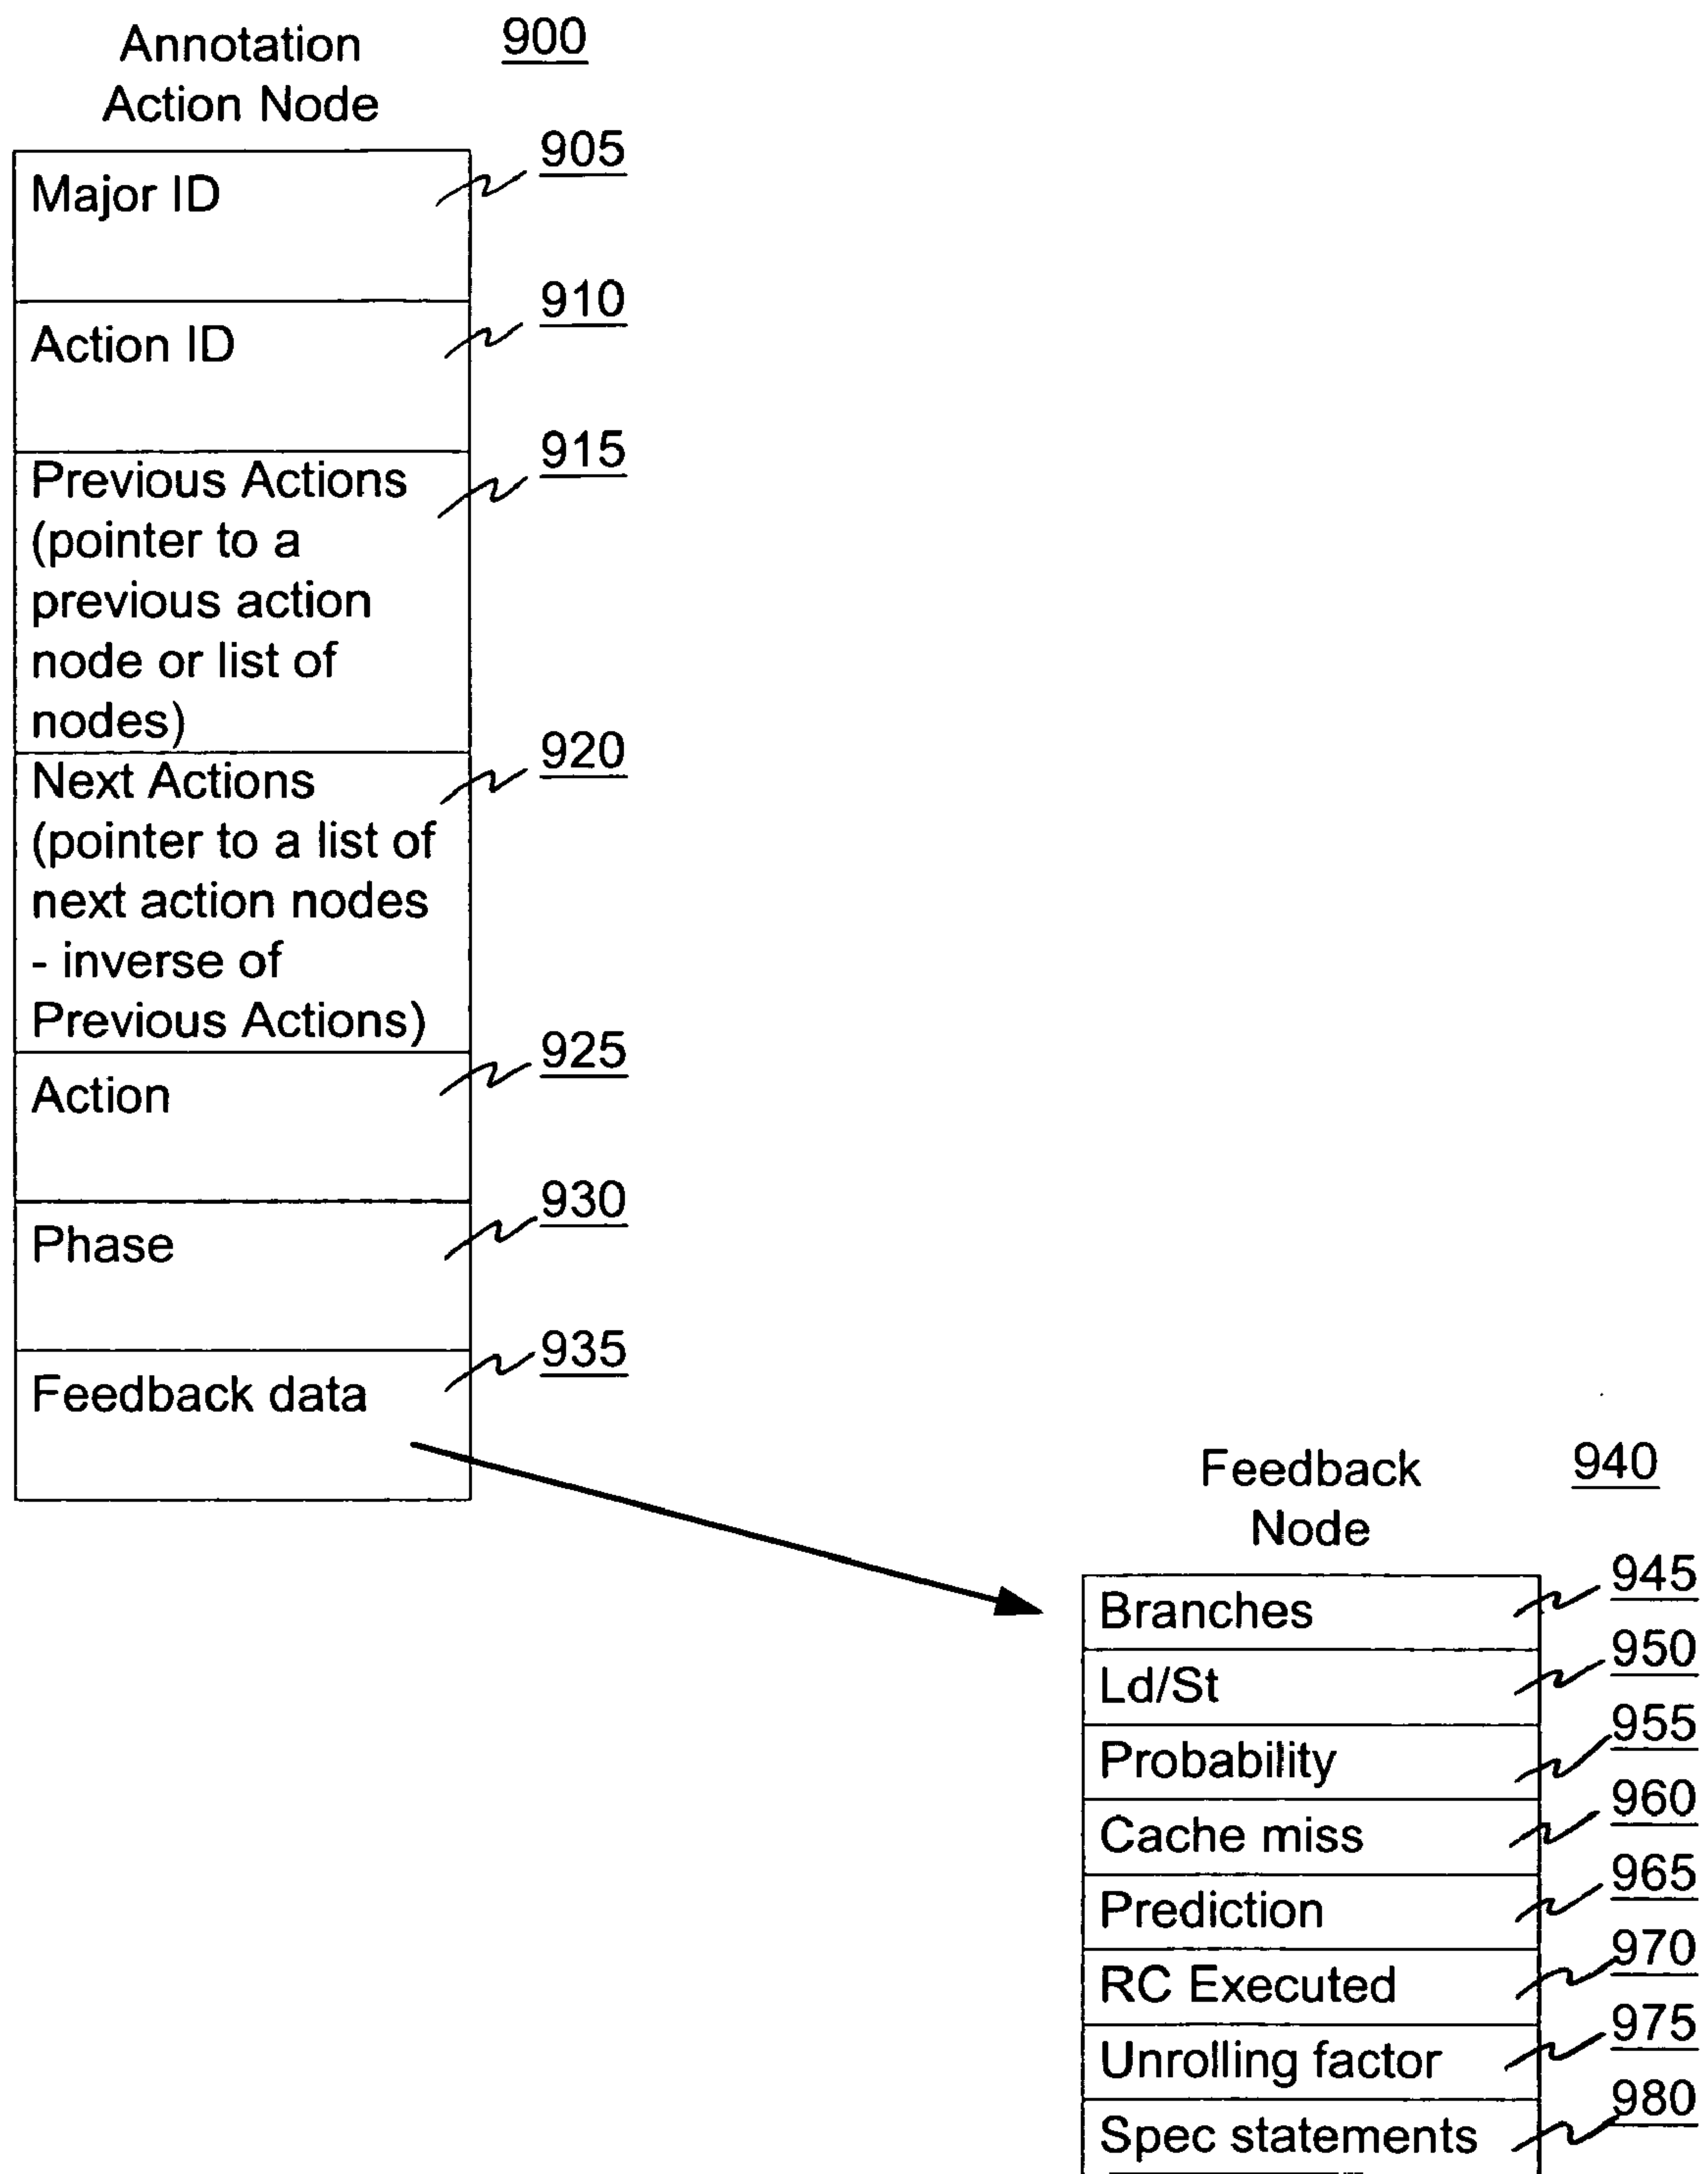 Annotation
Action Node
900
Major ID
905
Action ID
910
Previous Actions
(pointer to a
previous action
node or list of
nodes)
915
Next Actions
(pointer to a list of
next action nodes
- inverse of
Previous Actions)
920
Action
925
Phase
930
Feedback data
935
Feedback
Node
940
Branches
945
Ld/St
950
Probability
955
Cache miss
960
Prediction
965
RC Executed
970
Unrolling factor
975
Spec statements
980